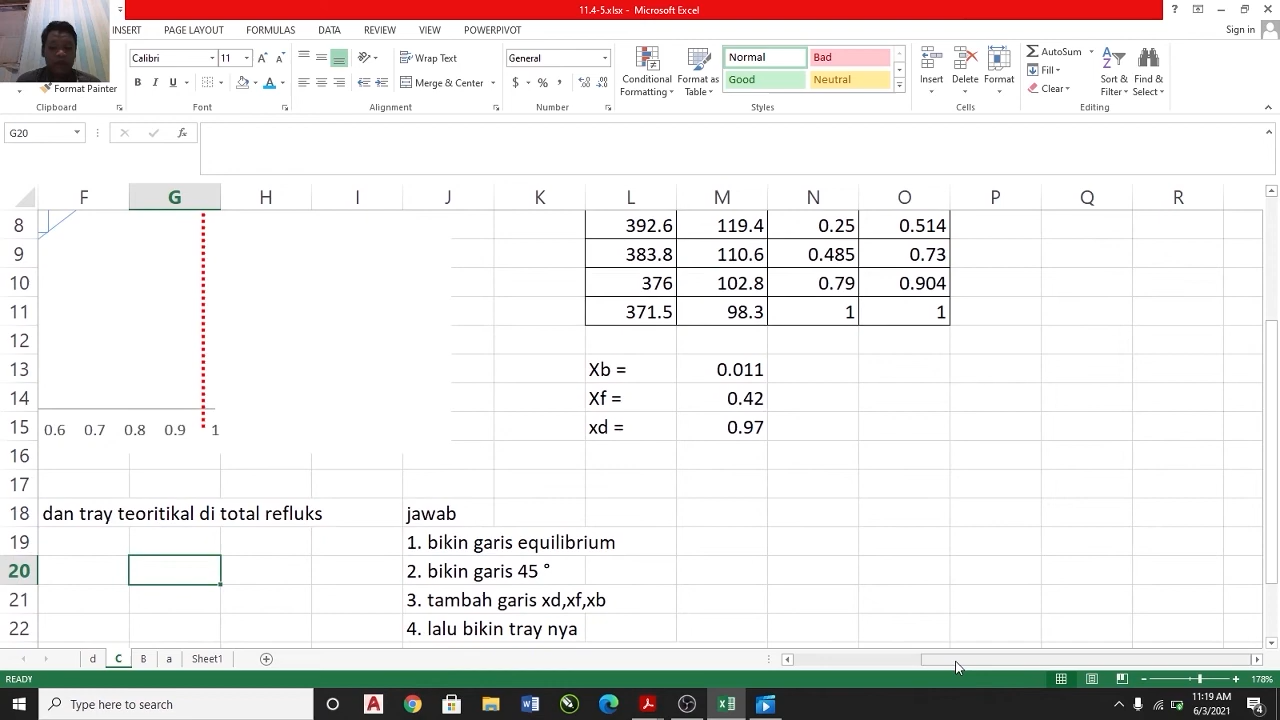 11.4-5.xlsx - Microsoft Excel
Sign in
INSERT PAGE LAYOUT FORMULAS DATA REVIEW VIEW POWERPIVOT
Calibri 11
Wrap Text
General
Normal Bad
Good Neutral
Conditional Formatting
Format as Table
Insert Delete Format
AutoSum
Fill
Clear
Sort & Filter
Find & Select
Format Painter
B I U
Merge & Center
$ % ,
Clipboard Font Alignment Number Styles Cells Editing
G20
F G H I J K L M N O P Q R
8 392.6 119.4 0.25 0.514
9 383.8 110.6 0.485 0.73
10 376 102.8 0.79 0.904
11 371.5 98.3 1 1
12
13 Xb = 0.011
14 Xf = 0.42
15 xd = 0.97
0.6 0.7 0.8 0.9 1
16
17
18 dan tray teoritikal di total refluks jawab
19 1. bikin garis equilibrium
20 2. bikin garis 45 °
21 3. tambah garis xd,xf,xb
22 4. lalu bikin tray nya
d C B a Sheet1
READY
178%
Type here to search
11:19 AM
6/3/2021